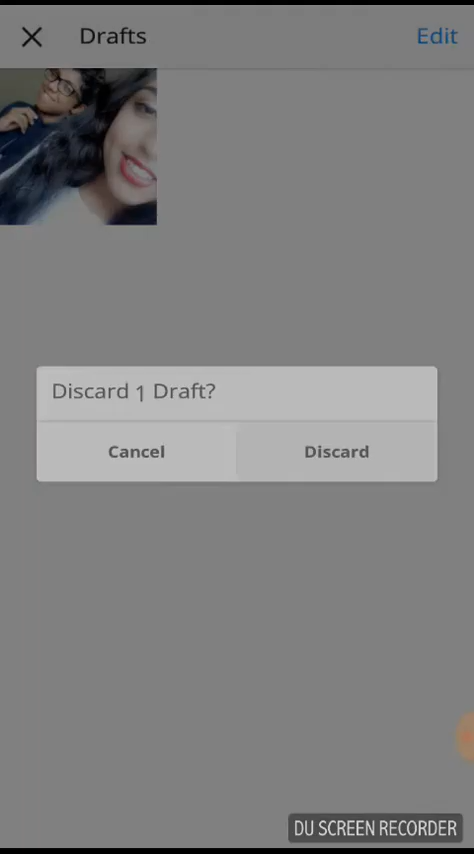 Drafts
Edit
Discard 1 Draft?
Cancel
Discard
DU SCREEN RECORDER